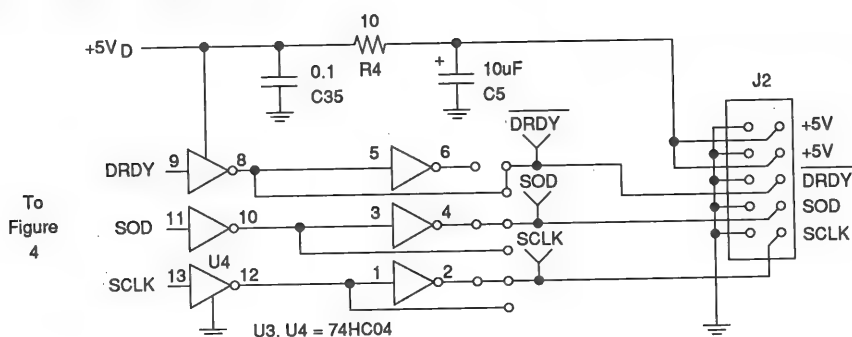 10
+5V D
0.1
C35
R4
+
10uF
C5
J2
DRDY
+5V
+5V
DRDY
SOD
SCLK
DRDY 9 8 5 6
SOD
To
Figure
4
SOD 11 10 3 4
SCLK
SCLK 13 U4 12 1 2
U3, U4 = 74HC04